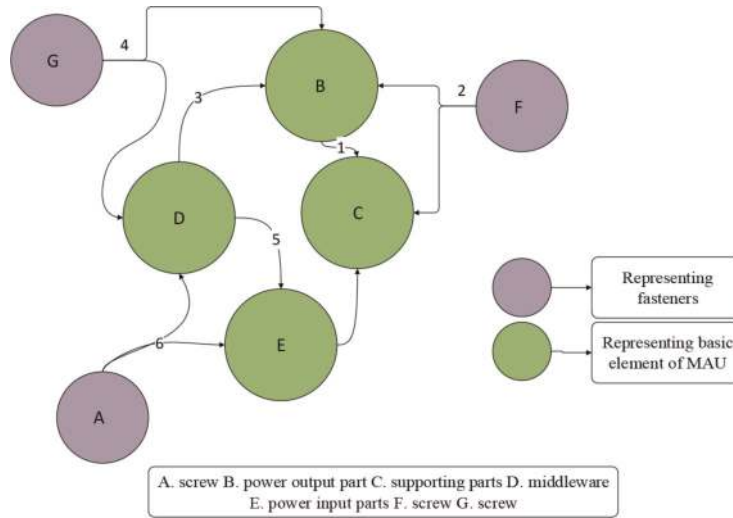 G
4
B
2
F
3
1
D
C
5
6
E
A
Representing
fasteners
Representing basic
element of MAU
A. screw B. power output part C. supporting parts D. middleware
E. power input parts F. screw G. screw